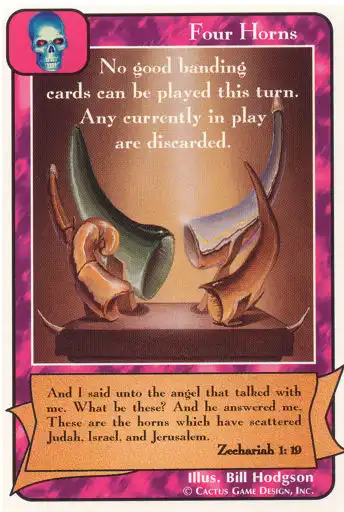 Four Horns
No good banding
cards can be played this turn.
Any currently in play
are discarded.
And I said unto the angel that talked with
me. What be these? And he answered me.
These are the horns which have scattered
Judah, Israel, and Jerusalem.
Zechariah 1: 19
Illus. Bill Hodgson
© Cactus Game Design, Inc.